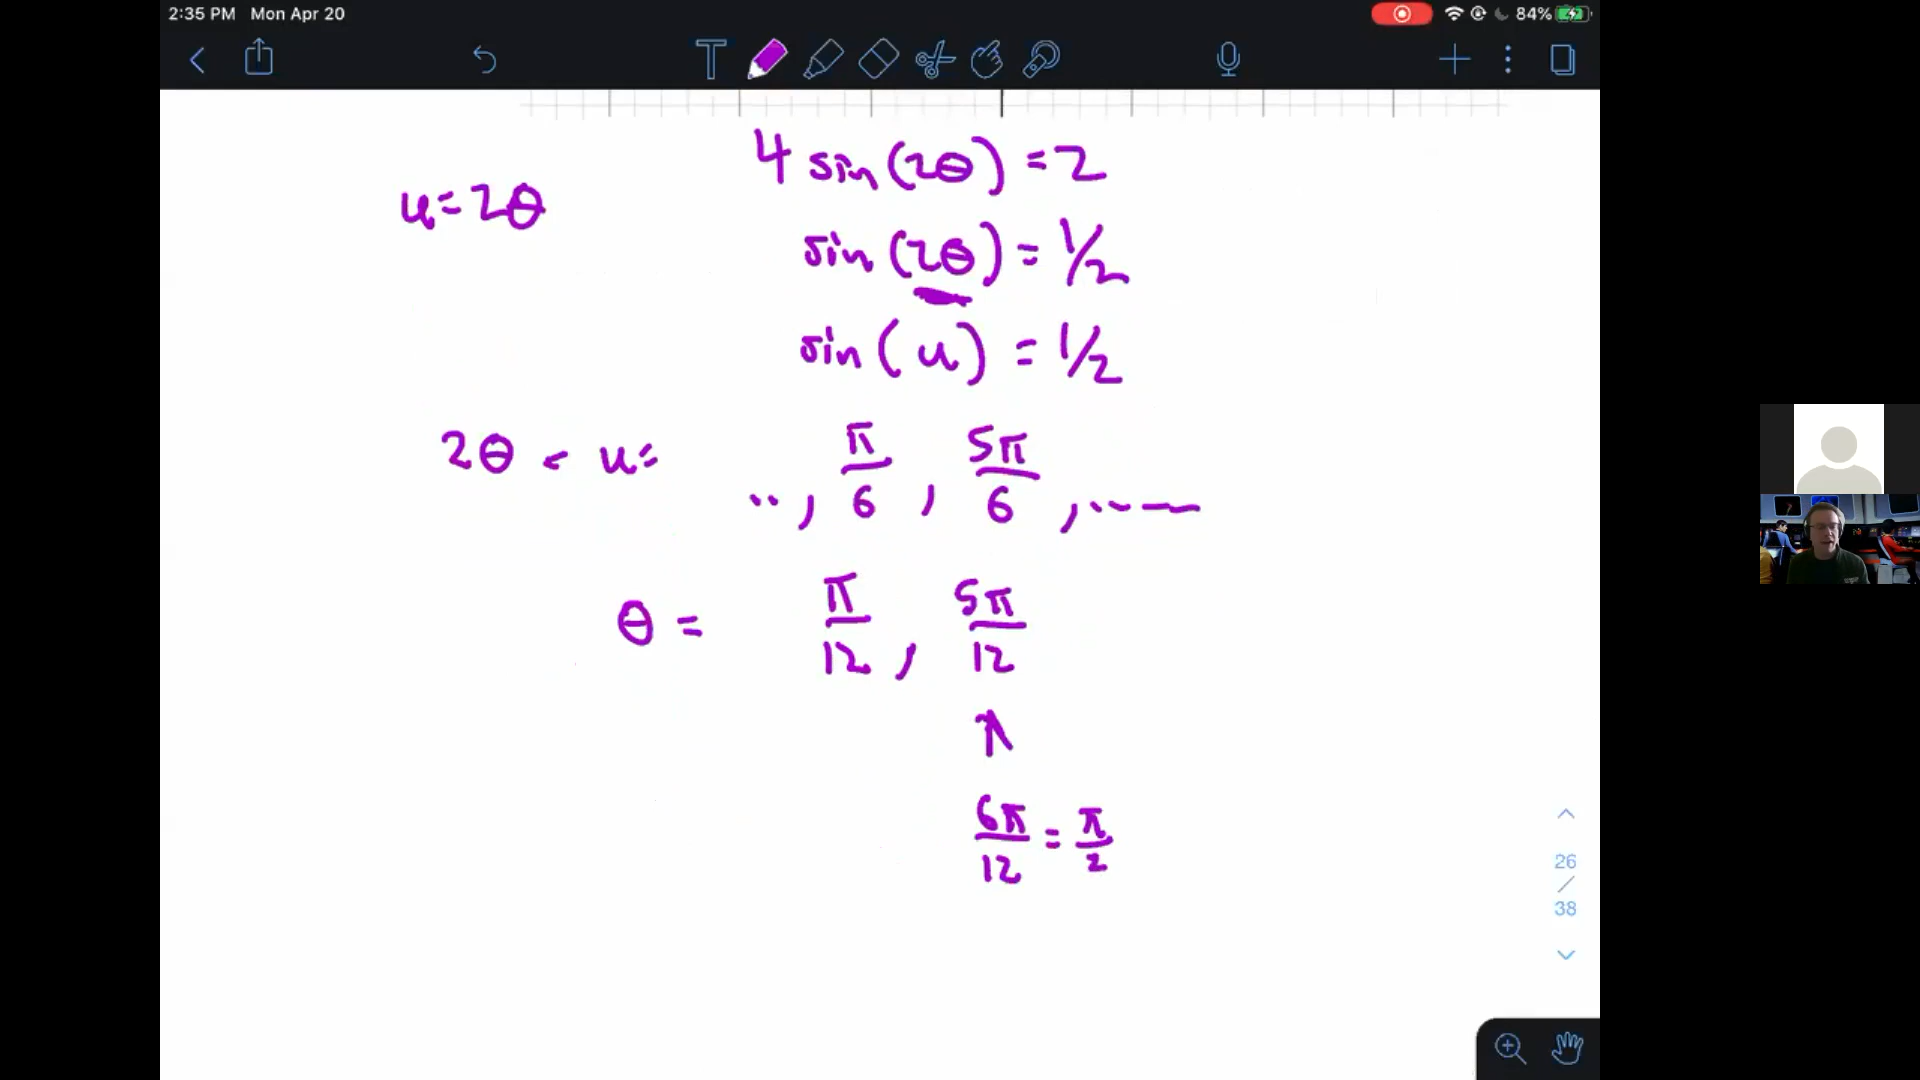 2:35 PM Mon Apr 20
84%
T
4 sin(2θ) = 2
u = 2θ
sin(2θ) = 1/2
sin(u) = 1/2
2θ = u = .., π/6, 5π/6, ....
θ = π/12, 5π/12
6π/12 = π/2
26
/
38